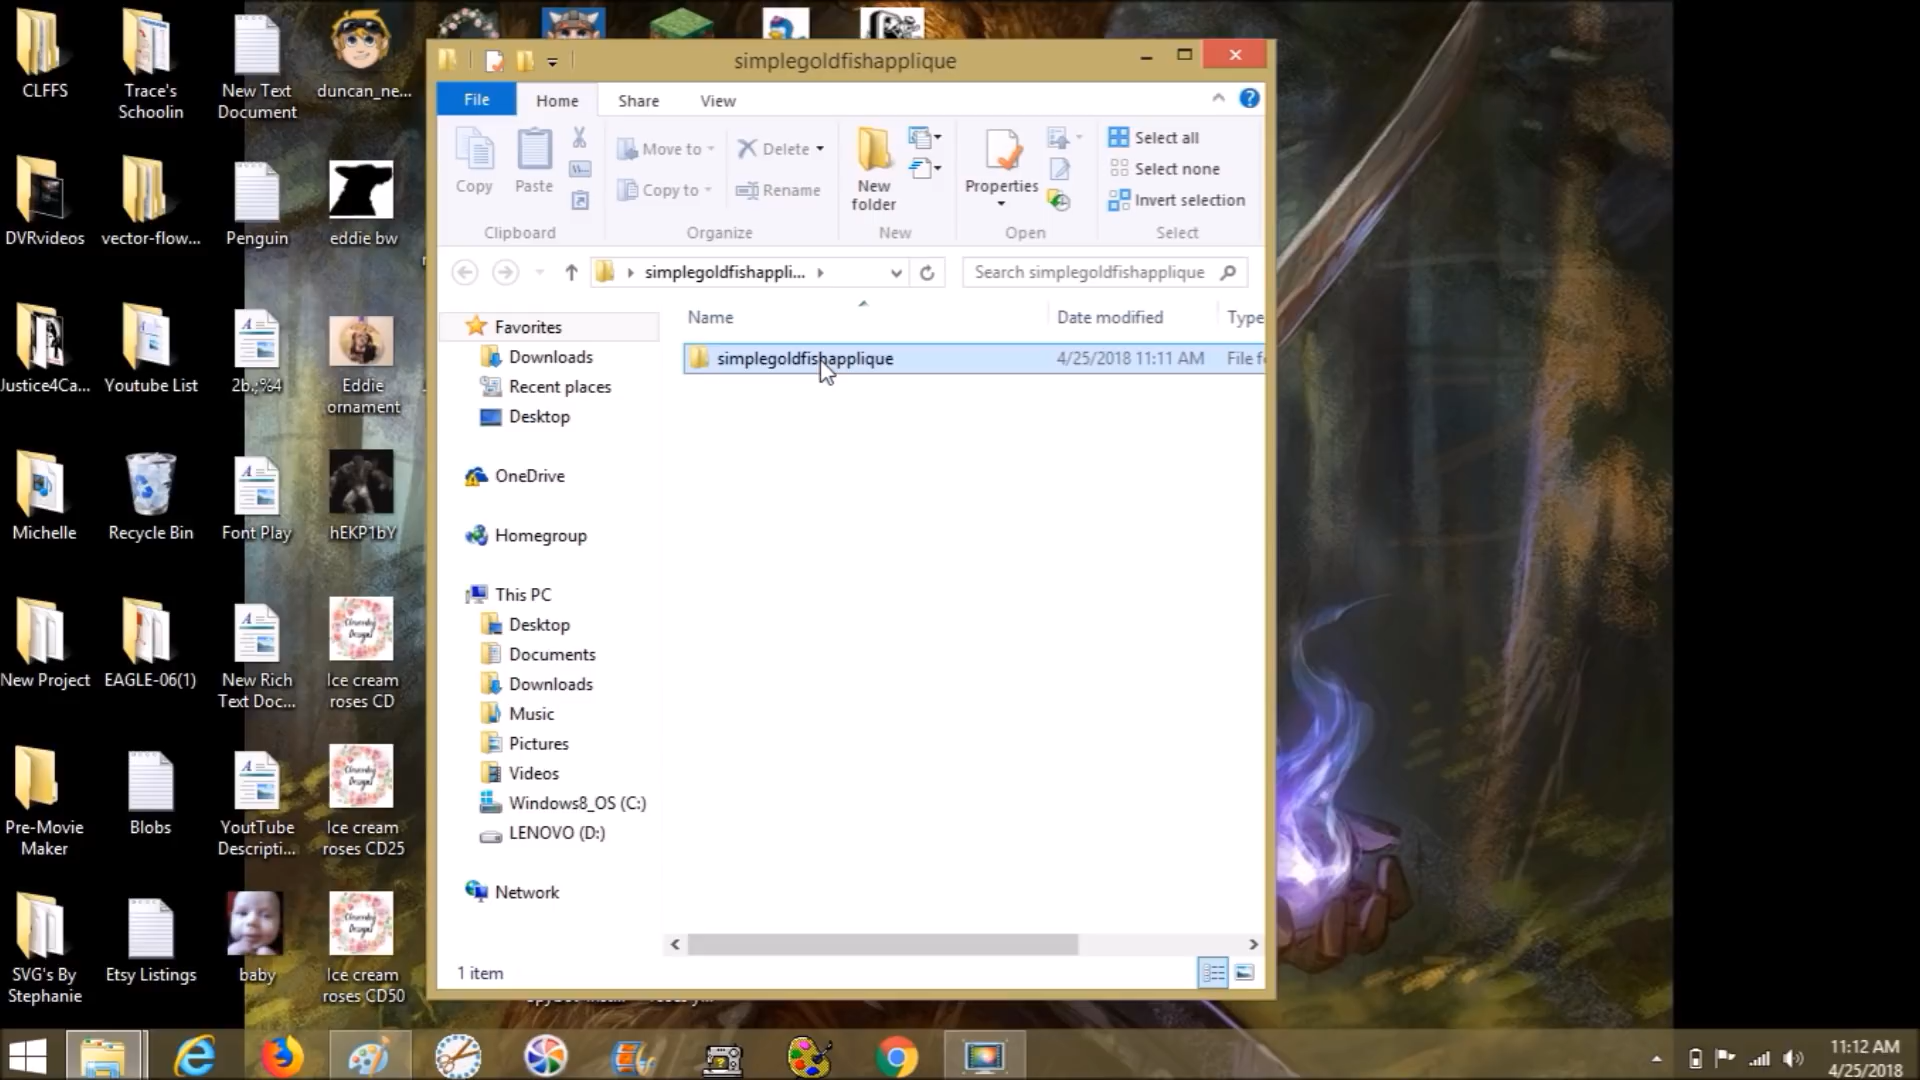 CLFFS
Trace's
Schoolin
New Text
Document
duncan_ne...
DVRvideos
vector-flow...
Penguin
eddie bw
Justice4Ca...
Youtube List
2b,;%4
Eddie
ornament
Michelle
Recycle Bin
Font Play
hEKP1bY
New Project
EAGLE-06(1)
New Rich
Text Doc...
Ice cream
roses CD
Pre-Movie
Maker
Blobs
YoutTube
Descripti...
Ice cream
roses CD25
SVG's By
Stephanie
Etsy Listings
baby
Ice cream
roses CD50
simplegoldfishapplique
File
Home
Share
View
Copy
Paste
Clipboard
Move to
Copy to
Delete
Rename
Organize
New
folder
New
Properties
Open
Select all
Select none
Invert selection
Select
simplegoldfishappli...
Search simplegoldfishapplique
Name
Date modified
Type
simplegoldfishapplique
4/25/2018 11:11 AM
File f
Favorites
Downloads
Recent places
Desktop
OneDrive
Homegroup
This PC
Desktop
Documents
Downloads
Music
Pictures
Videos
Windows8_OS (C:)
LENOVO (D:)
Network
1 item
11:12 AM
4/25/2018